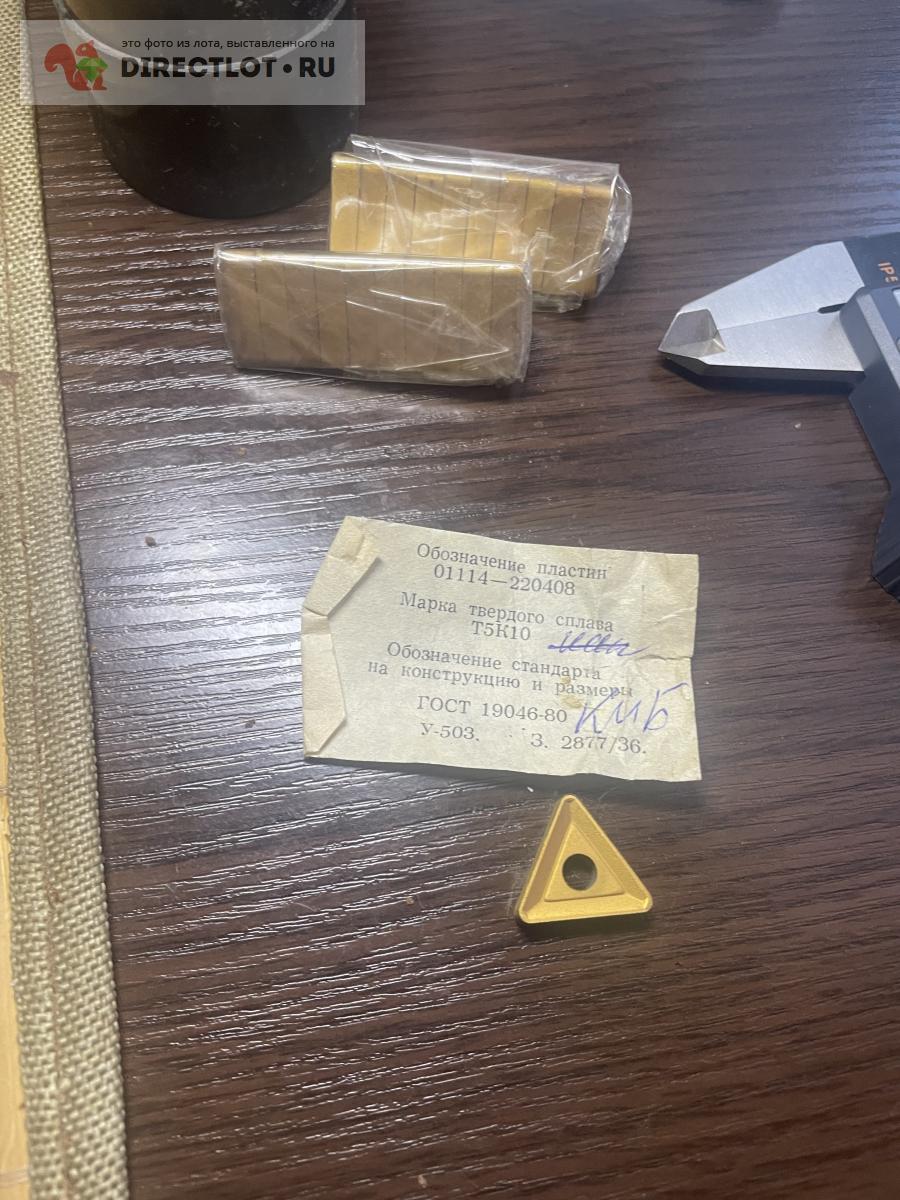 это фото из лота, выставленного на
DIRECTLOT.RU
IP
Обозначение пластин
01114—220408
Марка твердого сплава
Т5К10
Обозначение стандарта
на конструкцию и размеры
ГОСТ 19046-80 КМБ
У-503. З. 2877/36.